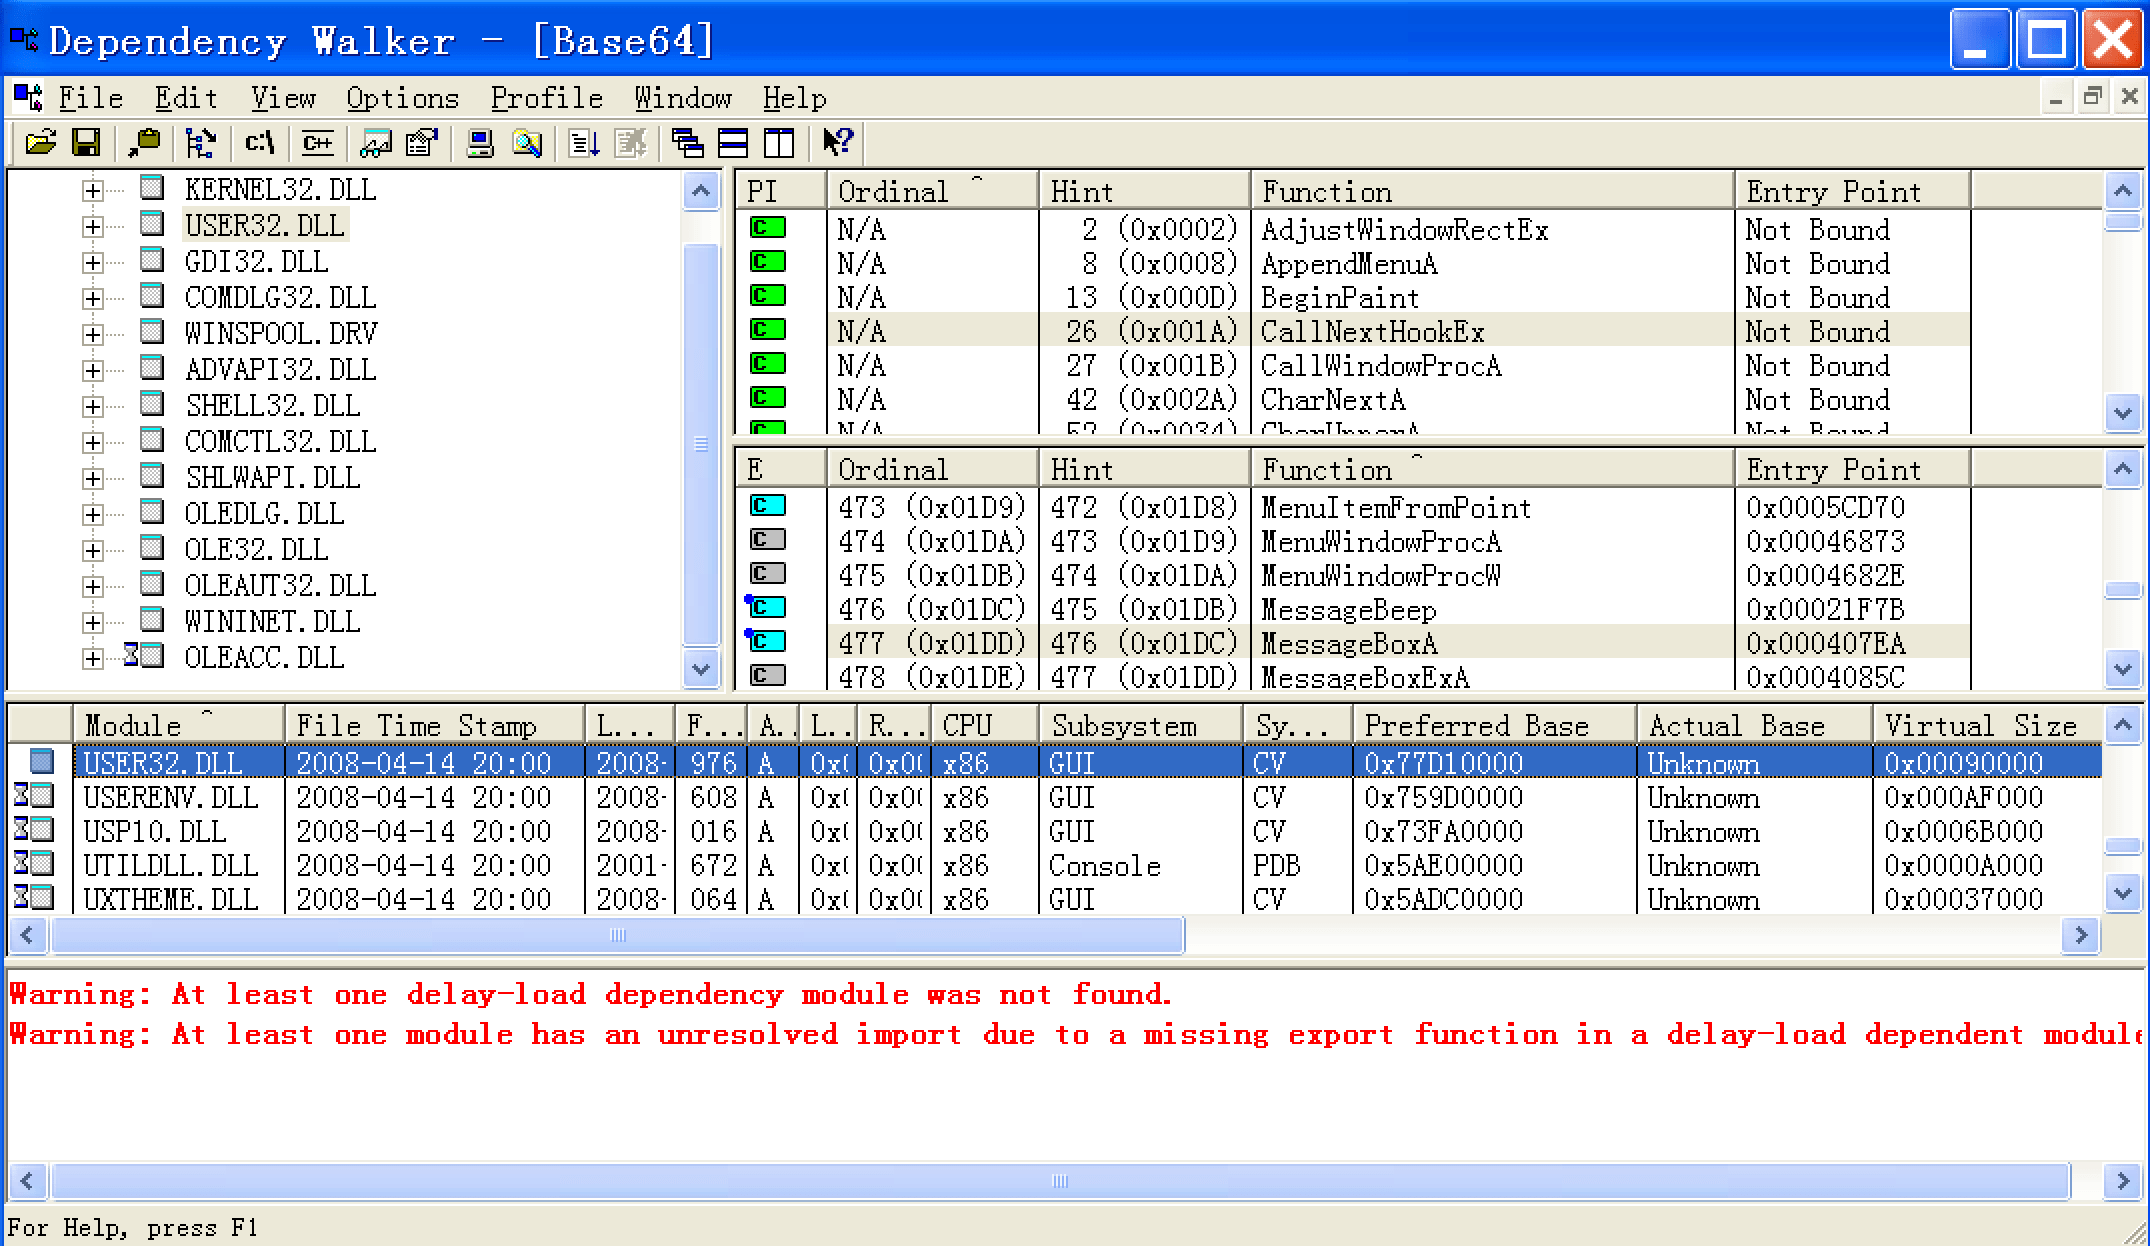 Dependency Walker - [Base64]
File Edit View Options Profile Window Help
C:\ C++
KERNEL32.DLL
USER32.DLL
GDI32.DLL
COMDLG32.DLL
WINSPOOL.DRV
ADVAPI32.DLL
SHELL32.DLL
COMCTL32.DLL
SHLWAPI.DLL
OLEDLG.DLL
OLE32.DLL
OLEAUT32.DLL
WININET.DLL
OLEACC.DLL
PI Ordinal Hint Function Entry Point
C N/A 2 (0x0002) AdjustWindowRectEx Not Bound
C N/A 8 (0x0008) AppendMenuA Not Bound
C N/A 13 (0x000D) BeginPaint Not Bound
C N/A 26 (0x001A) CallNextHookEx Not Bound
C N/A 27 (0x001B) CallWindowProcA Not Bound
C N/A 42 (0x002A) CharNextA Not Bound
C N/A 52 (0x0034) CharUpperA Not Bound
E Ordinal Hint Function Entry Point
C 473 (0x01D9) 472 (0x01D8) MenuItemFromPoint 0x0005CD70
C 474 (0x01DA) 473 (0x01D9) MenuWindowProcA 0x00046873
C 475 (0x01DB) 474 (0x01DA) MenuWindowProcW 0x0004682E
C 476 (0x01DC) 475 (0x01DB) MessageBeep 0x00021F7B
C 477 (0x01DD) 476 (0x01DC) MessageBoxA 0x000407EA
C 478 (0x01DE) 477 (0x01DD) MessageBoxExA 0x0004085C
Module File Time Stamp L... F... A.. L.. R... CPU Subsystem Sy... Preferred Base Actual Base Virtual Size
USER32.DLL 2008-04-14 20:00 2008- 976 A 0x( 0x0( x86 GUI CV 0x77D10000 Unknown 0x00090000
USERENV.DLL 2008-04-14 20:00 2008- 608 A 0x( 0x0( x86 GUI CV 0x759D0000 Unknown 0x000AF000
USP10.DLL 2008-04-14 20:00 2008- 016 A 0x( 0x0( x86 GUI CV 0x73FA0000 Unknown 0x0006B000
UTILDLL.DLL 2008-04-14 20:00 2001- 672 A 0x( 0x0( x86 Console PDB 0x5AE00000 Unknown 0x0000A000
UXTHEME.DLL 2008-04-14 20:00 2008- 064 A 0x( 0x0( x86 GUI CV 0x5ADC0000 Unknown 0x00037000
Warning: At least one delay-load dependency module was not found.
Warning: At least one module has an unresolved import due to a missing export function in a delay-load dependent module
For Help, press F1